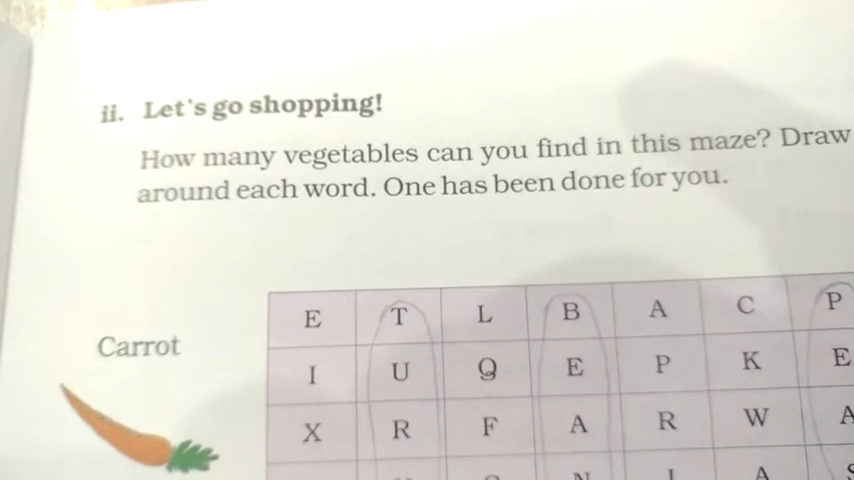 ii. Let's go shopping!
How many vegetables can you find in this maze? Draw
around each word. One has been done for you.
Carrot
E T L B A C P
I U Q E P K E
X R F A R W A